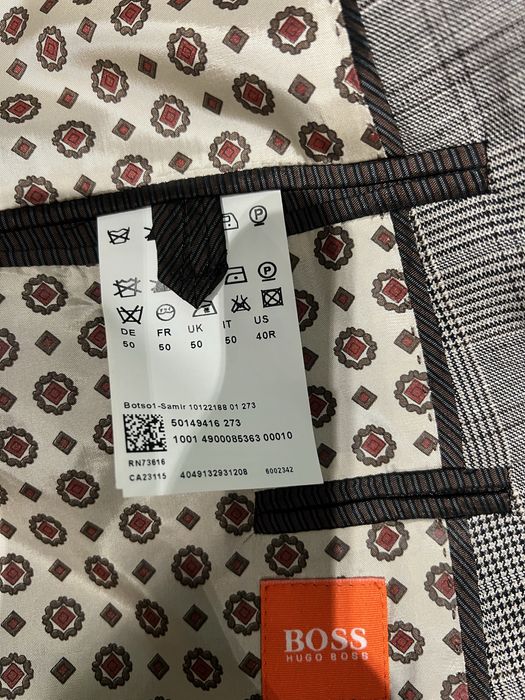 DE FR UK IT US
50 50 50 50 40R
Botso1-Samir 10122188 01 273
50149416 273
1001 4900085363 00010
RN73616
CA23115 4049132931208 6002342
BOSS
HUGO BOSS